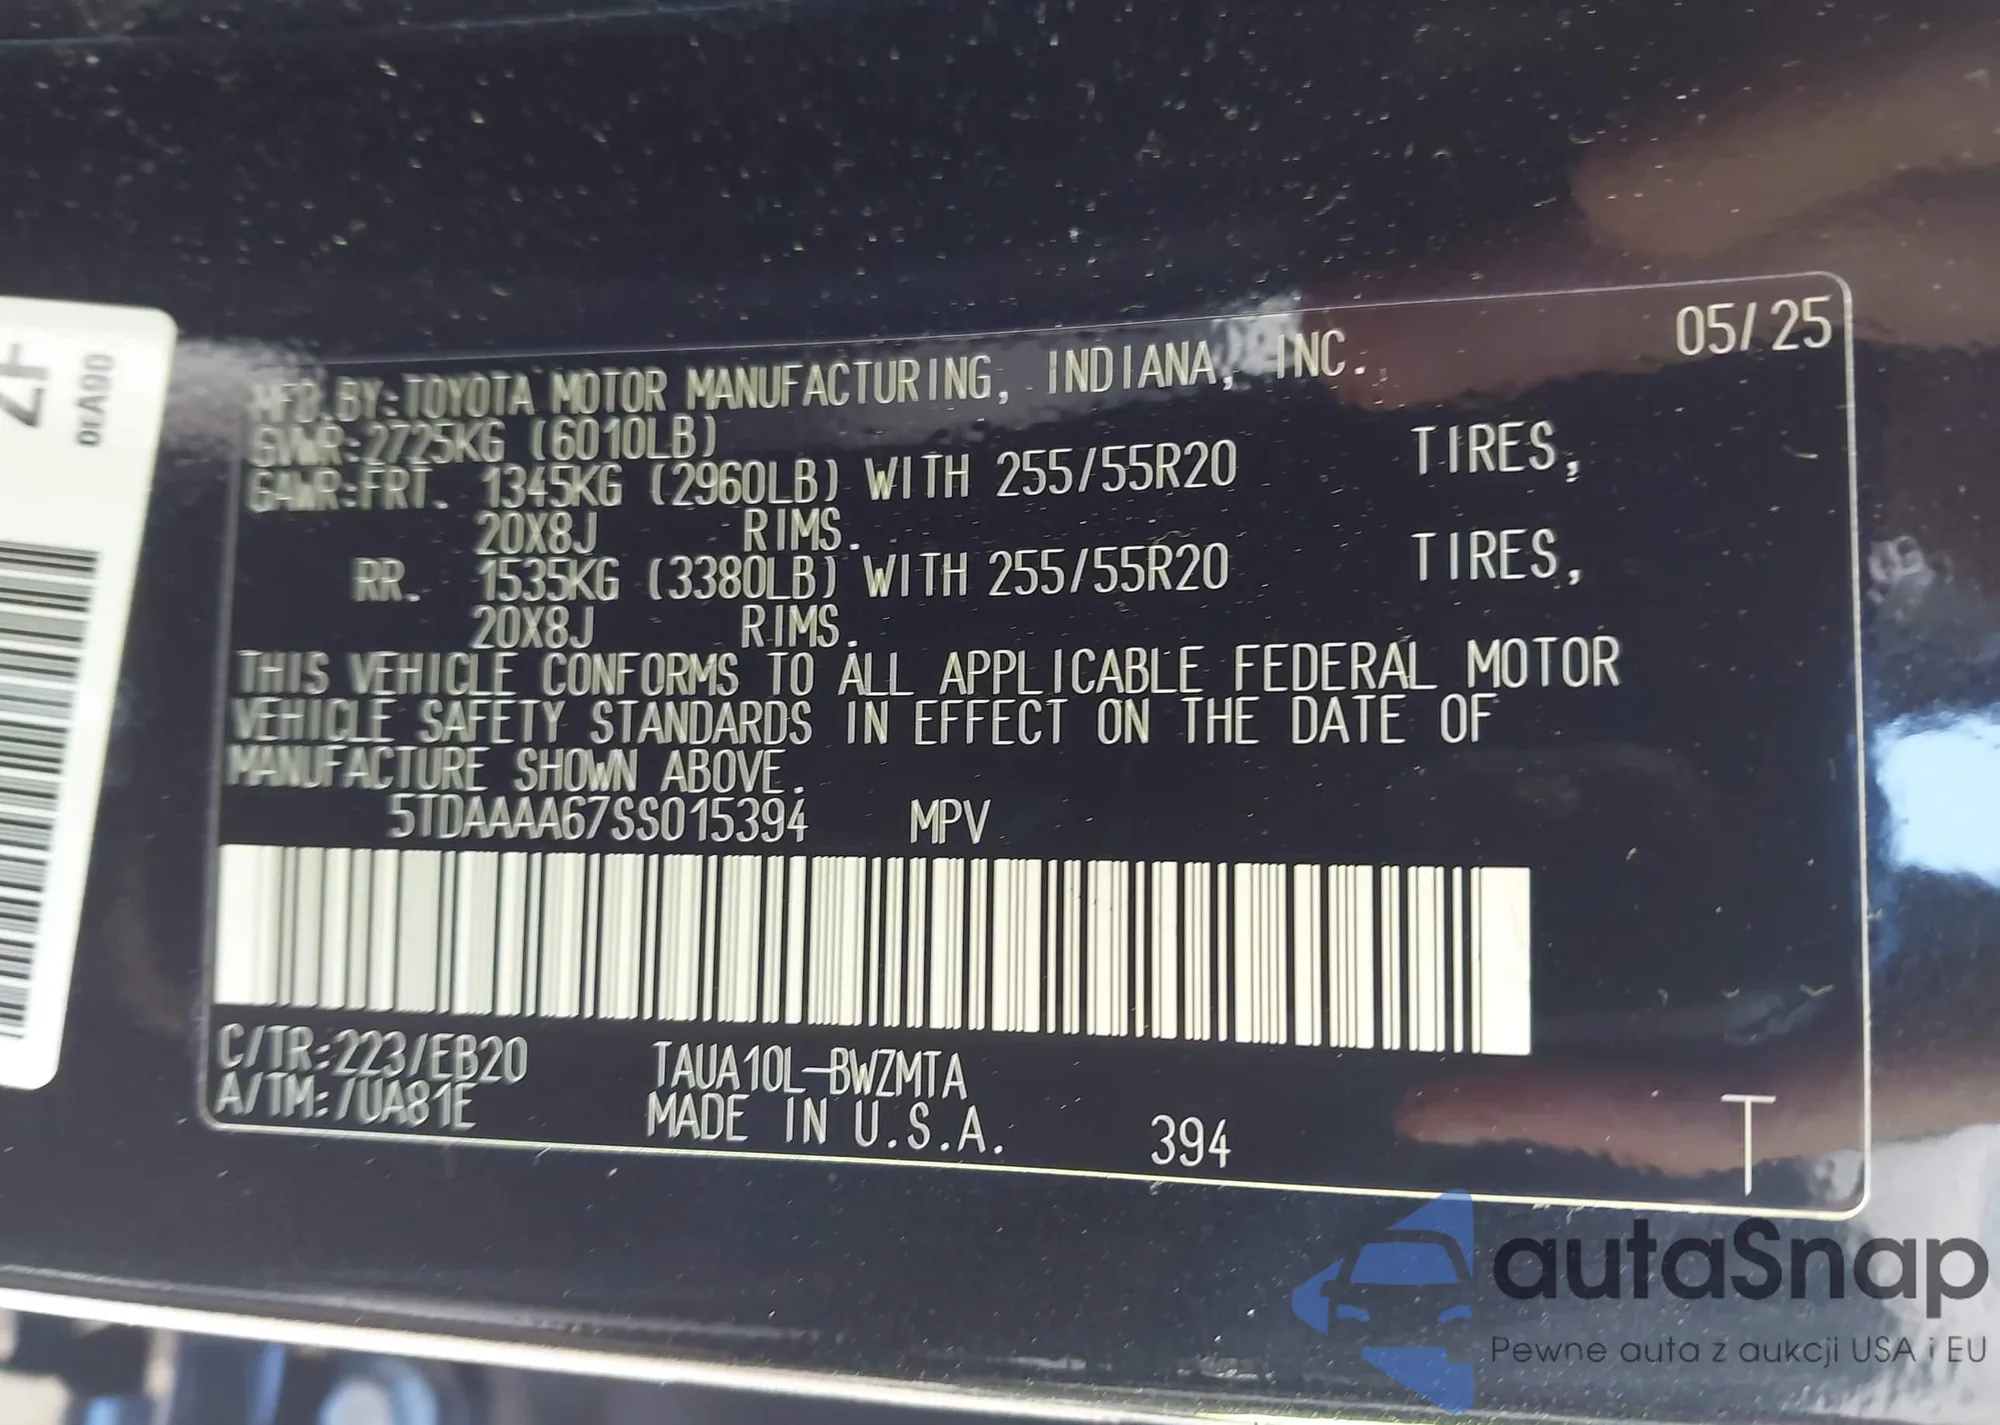 05/25
MFD.BY:TOYOTA MOTOR MANUFACTURING, INDIANA, INC.
GVWR:2725KG (6010LB)
GAWR:FRT. 1345KG (2960LB) WITH 255/55R20 TIRES,
20X8J RIMS.
RR. 1535KG (3380LB) WITH 255/55R20 TIRES,
20X8J RIMS.
THIS VEHICLE CONFORMS TO ALL APPLICABLE FEDERAL MOTOR
VEHICLE SAFETY STANDARDS IN EFFECT ON THE DATE OF
MANUFACTURE SHOWN ABOVE.
5TDAAAA67SS015394 MPV
C/TR:223/EB20 TAUA10L-BWZMTA
A/TM:/UA81E MADE IN U.S.A. 394 T
0EA90
autaSnap
Pewne auta z aukcji USA i EU